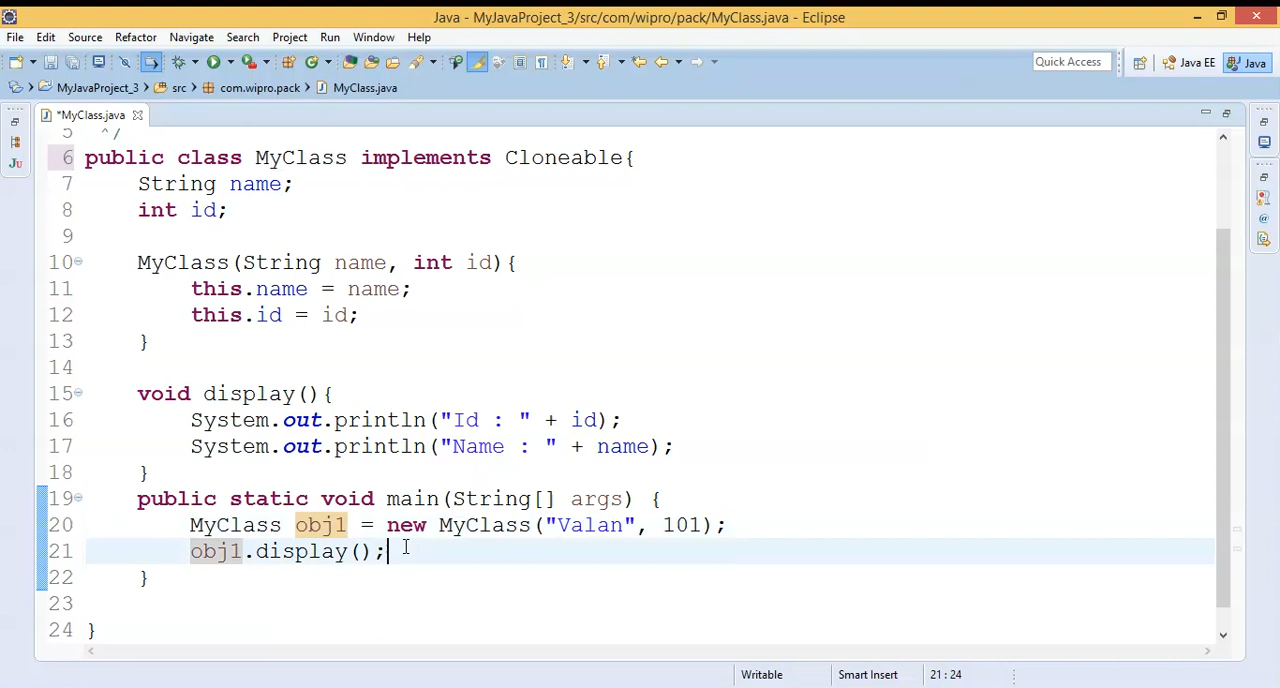 Java - MyJavaProject_3/src/com/wipro/pack/MyClass.java - Eclipse
File Edit Source Refactor Navigate Search Project Run Window Help
Quick Access Java EE Java
MyJavaProject_3 src com.wipro.pack MyClass.java
*MyClass.java
5 */
6 public class MyClass implements Cloneable{
7 String name;
8 int id;
9
10 MyClass(String name, int id){
11 this.name = name;
12 this.id = id;
13 }
14
15 void display(){
16 System.out.println("Id : " + id);
17 System.out.println("Name : " + name);
18 }
19 public static void main(String[] args) {
20 MyClass obj1 = new MyClass("Valan", 101);
21 obj1.display();
22 }
23
24 }
Writable Smart Insert 21 : 24